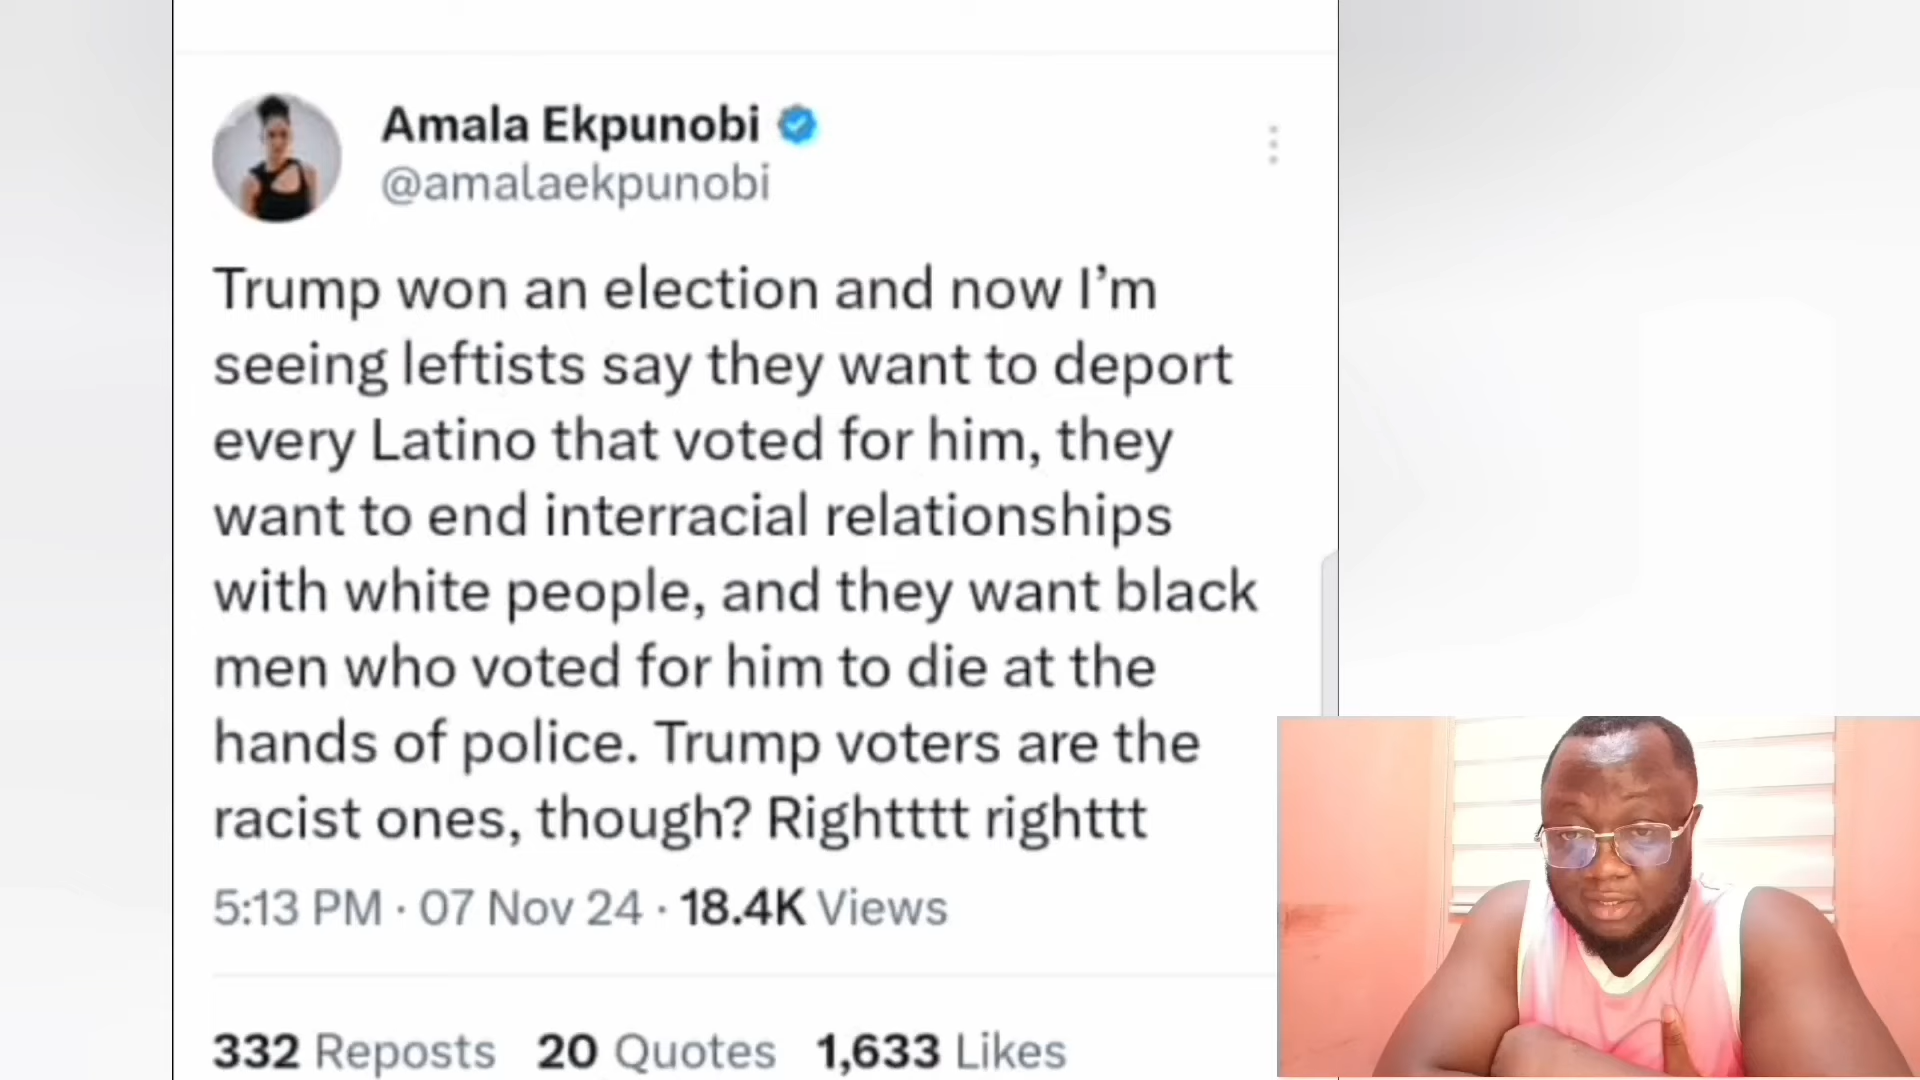 Amala Ekpunobi
@amalaekpunobi
Trump won an election and now I’m
seeing leftists say they want to deport
every Latino that voted for him, they
want to end interracial relationships
with white people, and they want black
men who voted for him to die at the
hands of police. Trump voters are the
racist ones, though? Rightttt righttt
5:13 PM · 07 Nov 24 · 18.4K Views
332 Reposts 20 Quotes 1,633 Likes